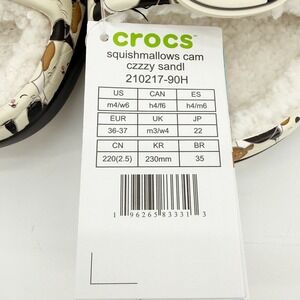 crocs™
squishmallows cam
czzzy sandl
210217-90H
US CAN ES
m4/w6 h4/f6 h4/m6
EUR UK JP
36-37 m3/w4 22
CN KR BR
220(2.5) 230mm 35
1 96265 83331 3